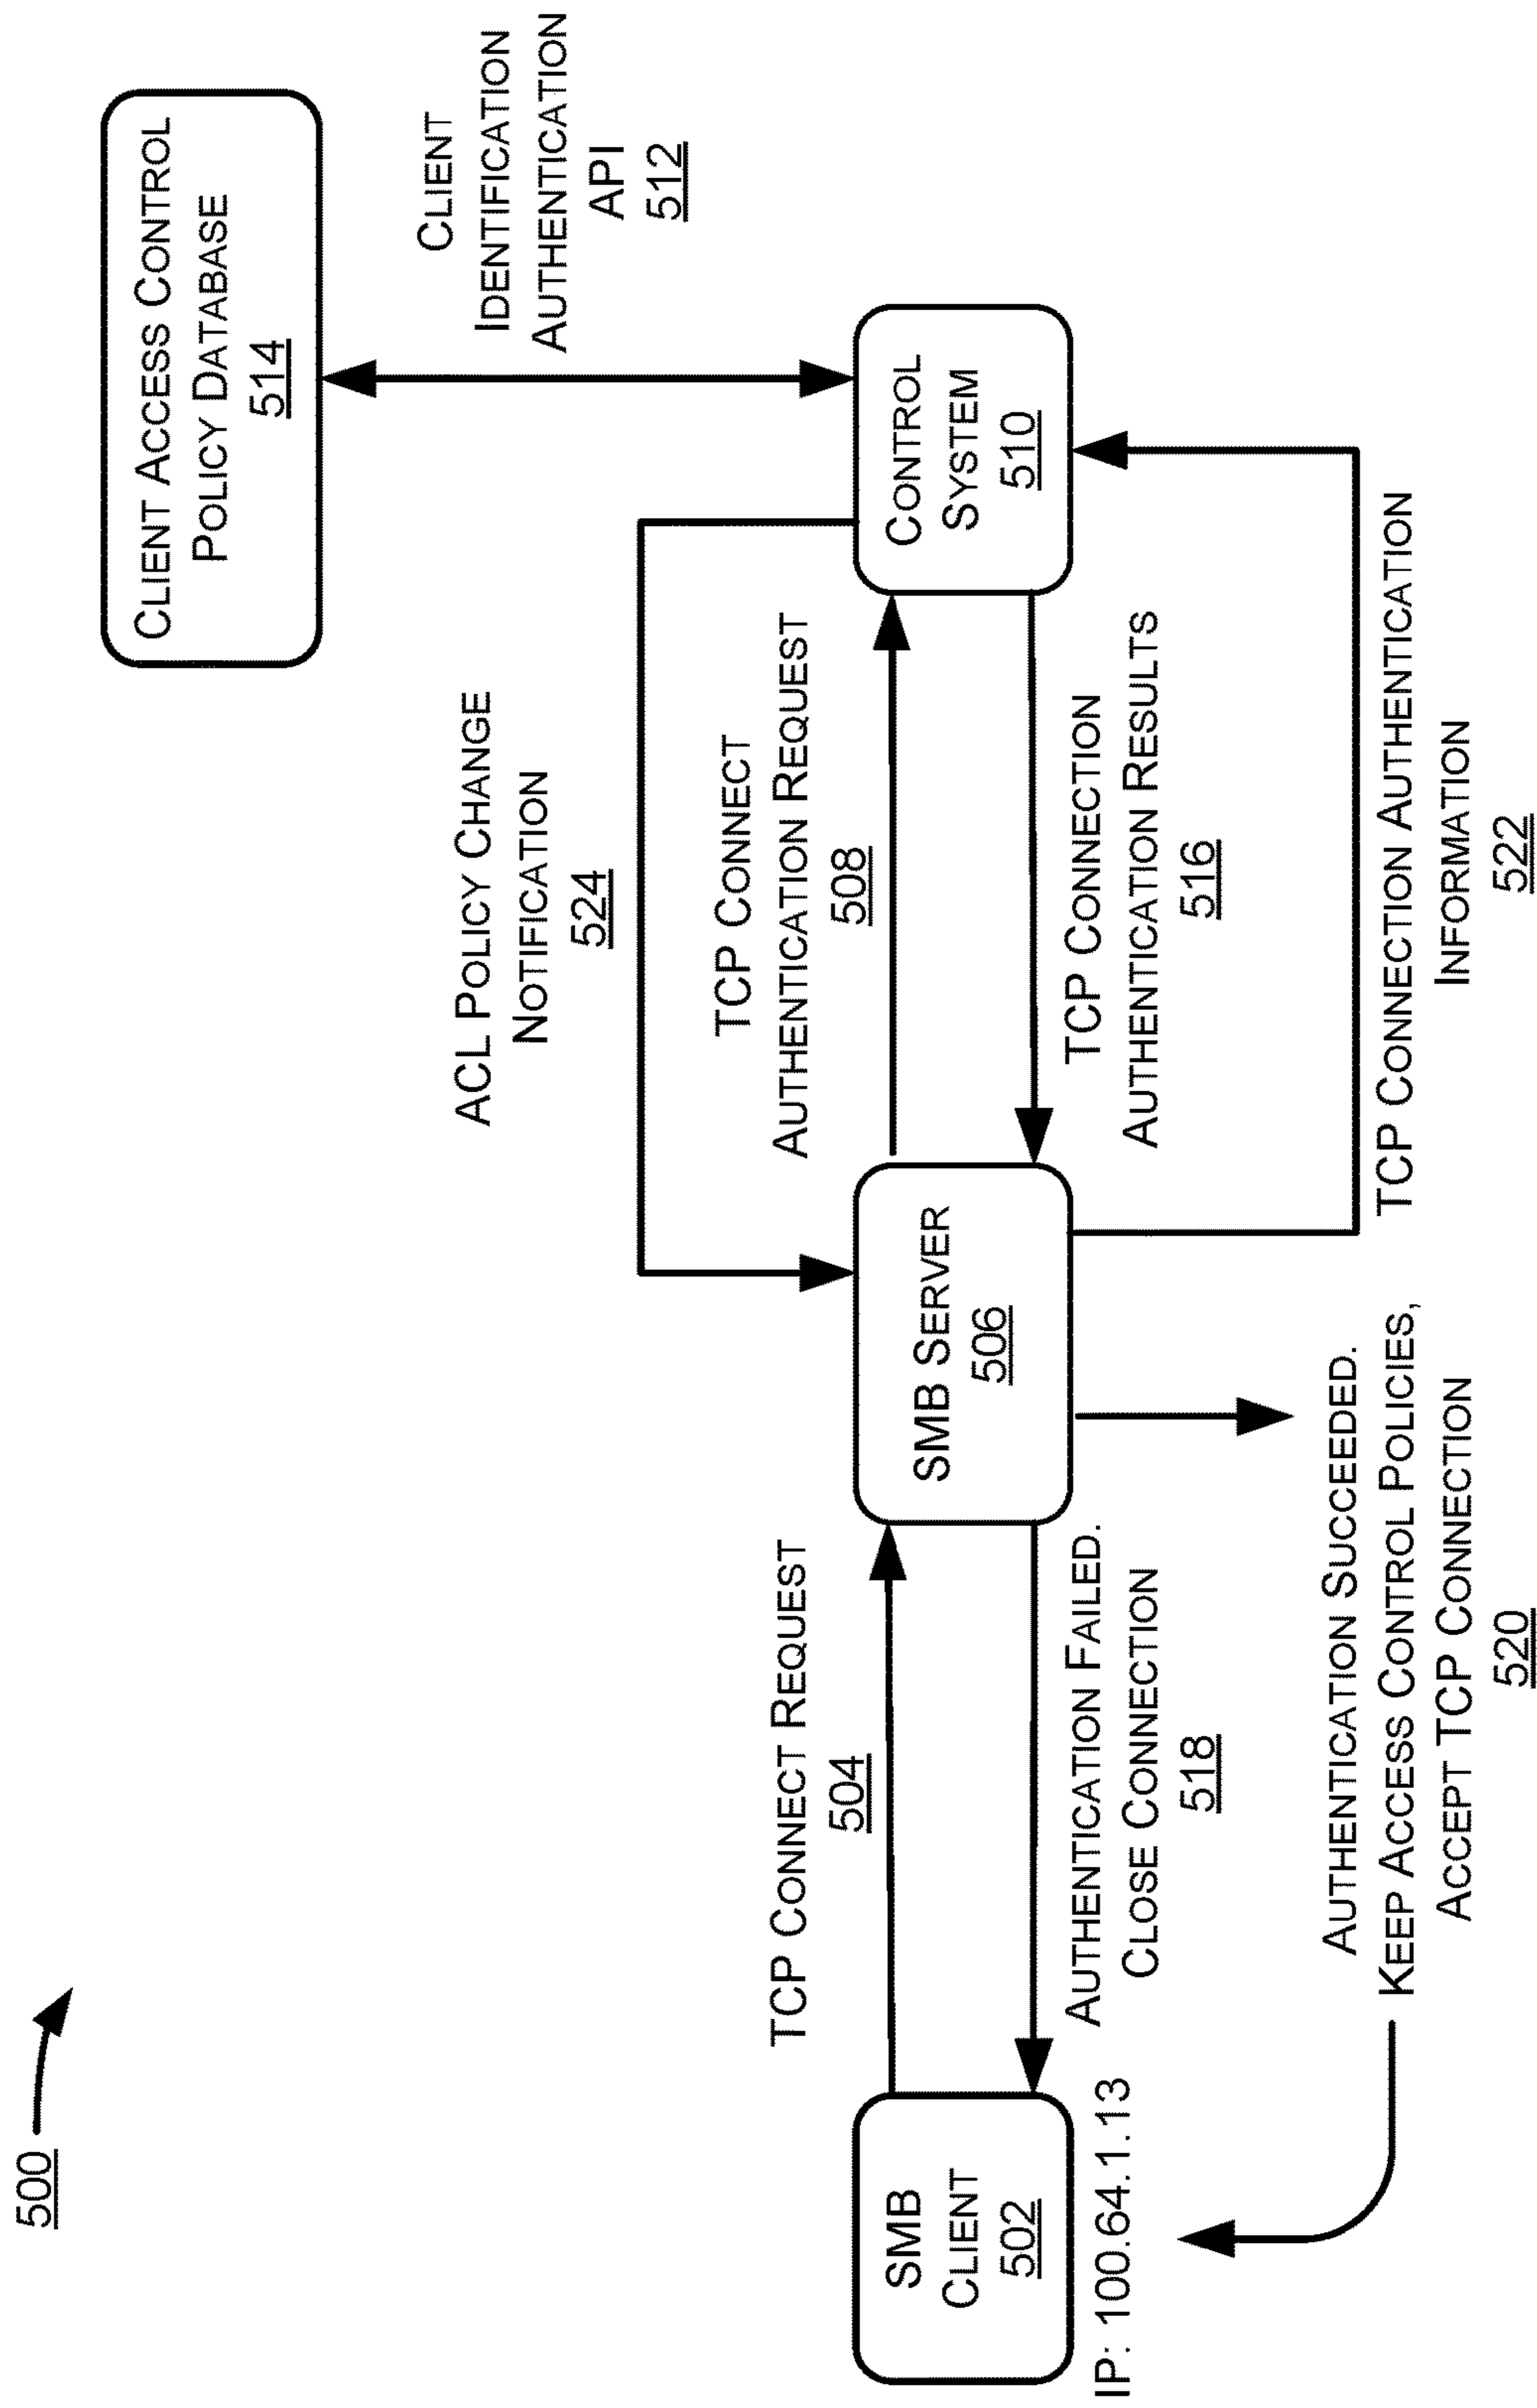 500
CLIENT ACCESS CONTROL
POLICY DATABASE
514
CLIENT
IDENTIFICATION
AUTHENTICATION
API
512
ACL POLICY CHANGE
NOTIFICATION
524
TCP CONNECT REQUEST
504
TCP CONNECT
AUTHENTICATION REQUEST
508
SMB
CLIENT
502
IP: 100.64.1.13
SMB SERVER
506
CONTROL
SYSTEM
510
AUTHENTICATION FAILED.
CLOSE CONNECTION
518
TCP CONNECTION
AUTHENTICATION RESULTS
516
AUTHENTICATION SUCCEEDED.
KEEP ACCESS CONTROL POLICIES,
ACCEPT TCP CONNECTION
520
TCP CONNECTION AUTHENTICATION
INFORMATION
522